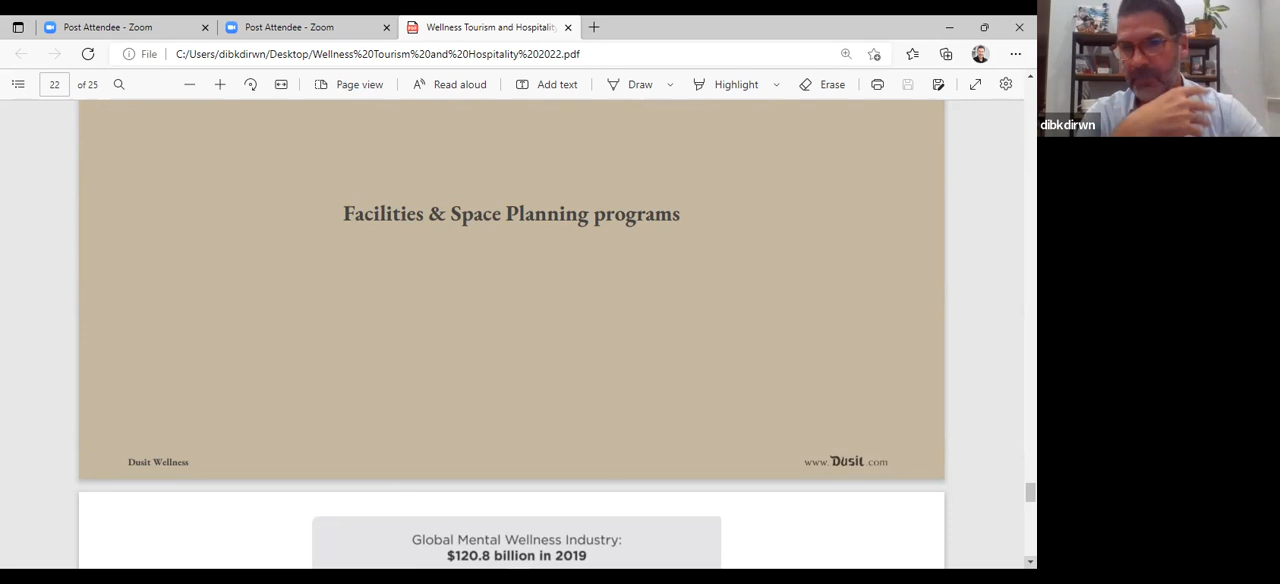 Post Attendee - Zoom
Post Attendee - Zoom
Wellness Tourism and Hospitality
File
C:/Users/dibkdirwn/Desktop/Wellness%20Tourism%20and%20Hospitality%202022.pdf
22 of 25
Page view
Read aloud
Add text
Draw
Highlight
Erase
dibkdirwn
Facilities & Space Planning programs
Dusit Wellness
www.Dusit.com
Global Mental Wellness Industry:
$120.8 billion in 2019